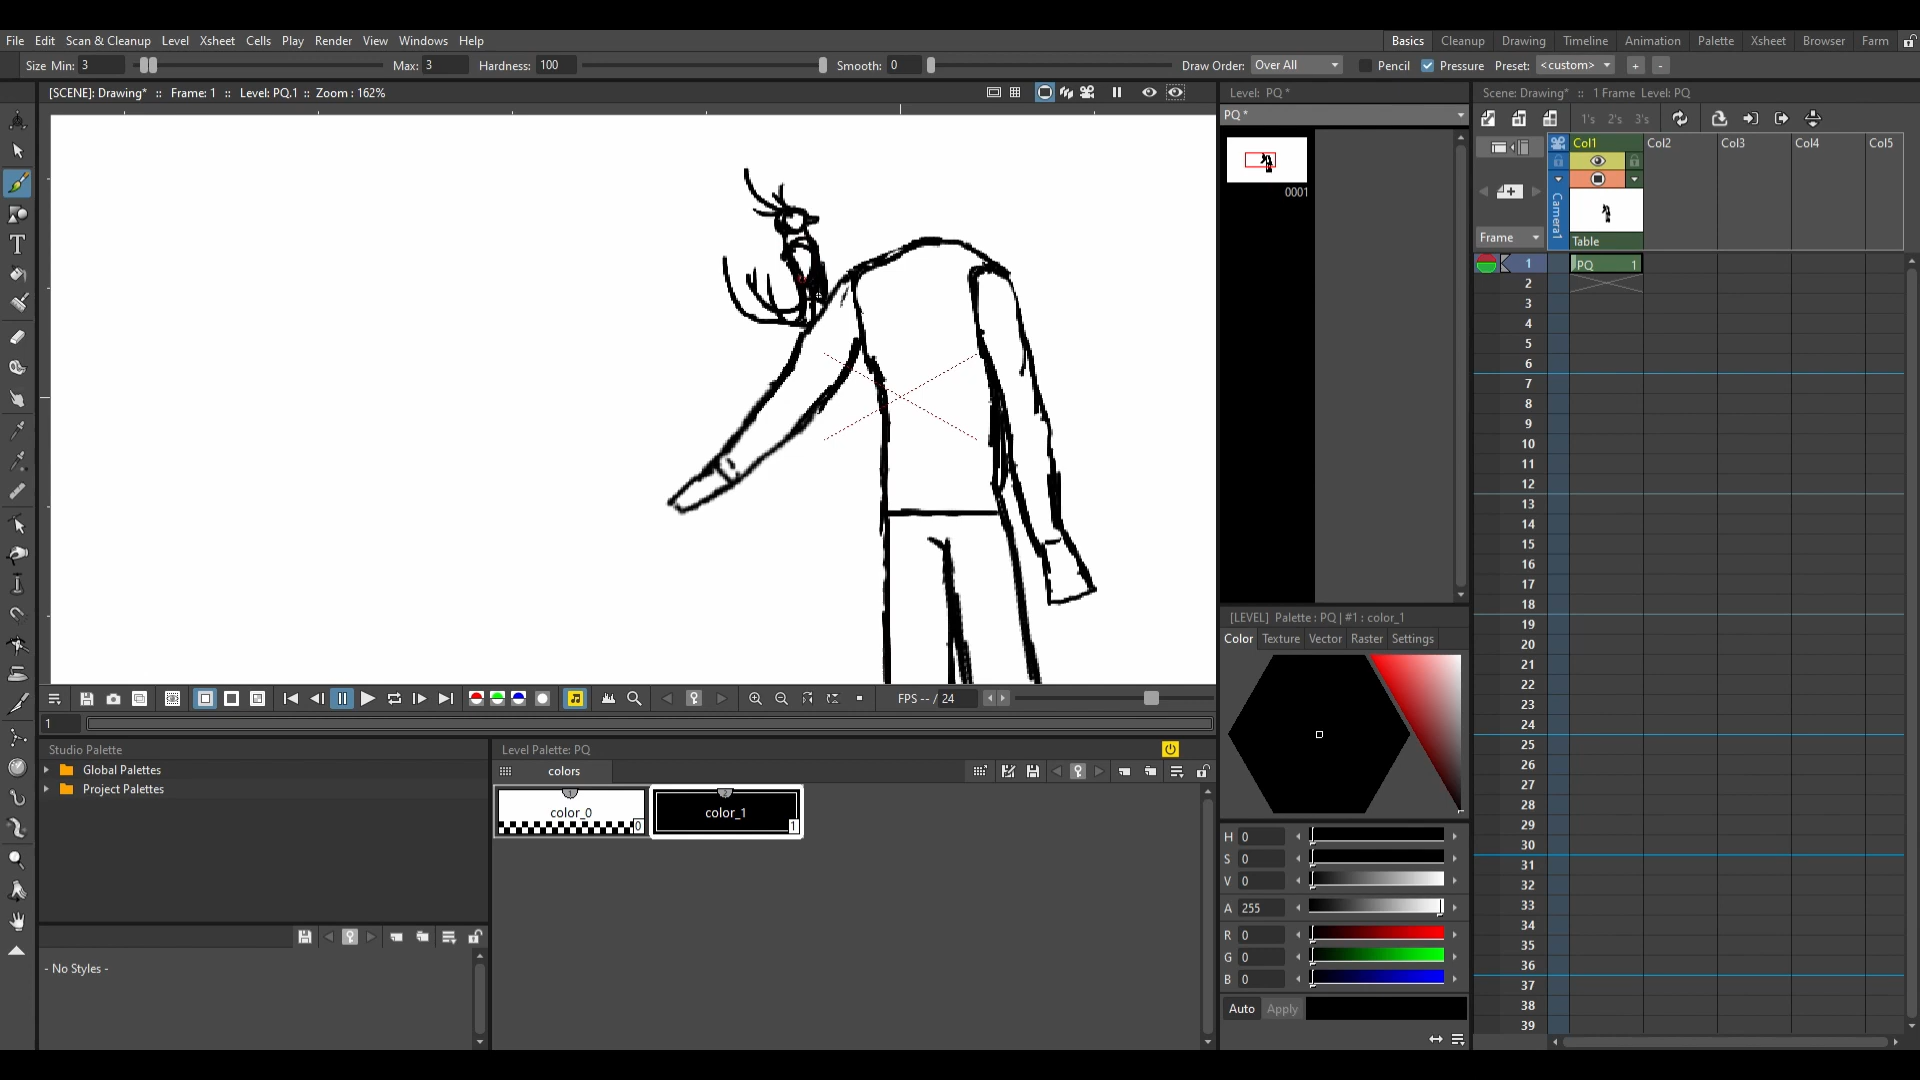 File Edit Scan & Cleanup Level Xsheet Cells Play Render View Windows Help
Basics Cleanup Drawing Timeline Animation Palette Xsheet Browser Farm
Size Min: 3 Max: 3 Hardness: 100 Smooth: 0 Draw Order: Over All Pencil Pressure Preset: <custom> + -
[SCENE]: Drawing* :: Frame: 1 :: Level: PQ.1 :: Zoom : 162%
Level: PQ *
PQ *
0001
Scene: Drawing* :: 1 Frame Level: PQ
1's 2's 3's
Col1 Col2 Col3 Col4 Col5
Camera1
Frame
Table
PQ 1
1
2
3
4
5
6
7
8
9
10
11
12
13
14
15
16
17
18
19
20
21
22
23
24
25
26
27
28
29
30
31
32
33
34
35
36
37
38
39
[LEVEL] Palette : PQ | #1 : color_1
Color Texture Vector Raster Settings
H 0
S 0
V 0
A 255
R 0
G 0
B 0
Auto Apply
FPS -- / 24
1
Studio Palette
Global Palettes
Project Palettes
- No Styles -
Level Palette: PQ
colors
1 2
color_0 color_1
0 1